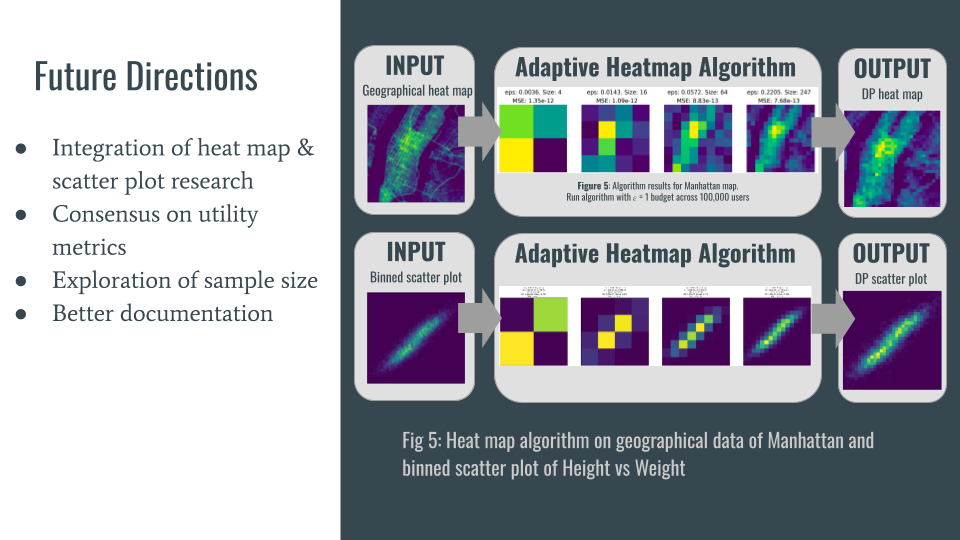 Future Directions
● Integration of heat map &
scatter plot research
● Consensus on utility
metrics
● Exploration of sample size
● Better documentation
INPUT
Geographical heat map
Adaptive Heatmap Algorithm
eps: 0.0036, Size: 4
MSE: 1.35e-12
eps: 0.0143, Size: 16
MSE: 1.09e-12
eps: 0.0572, Size: 64
MSE: 8.83e-13
eps: 0.2205, Size: 247
MSE: 7.68e-13
Figure 5: Algorithm results for Manhattan map.
Run algorithm with ε = 1 budget across 100,000 users
OUTPUT
DP heat map
INPUT
Binned scatter plot
Adaptive Heatmap Algorithm
OUTPUT
DP scatter plot
Fig 5: Heat map algorithm on geographical data of Manhattan and
binned scatter plot of Height vs Weight